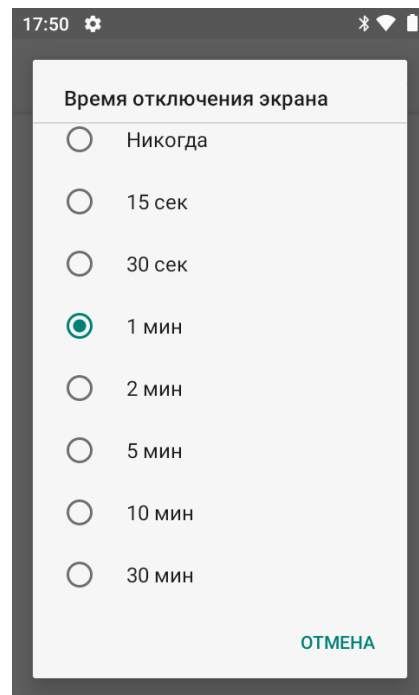 17:50
Время отключения экрана
Никогда
15 сек
30 сек
1 мин
2 мин
5 мин
10 мин
30 мин
ОТМЕНА